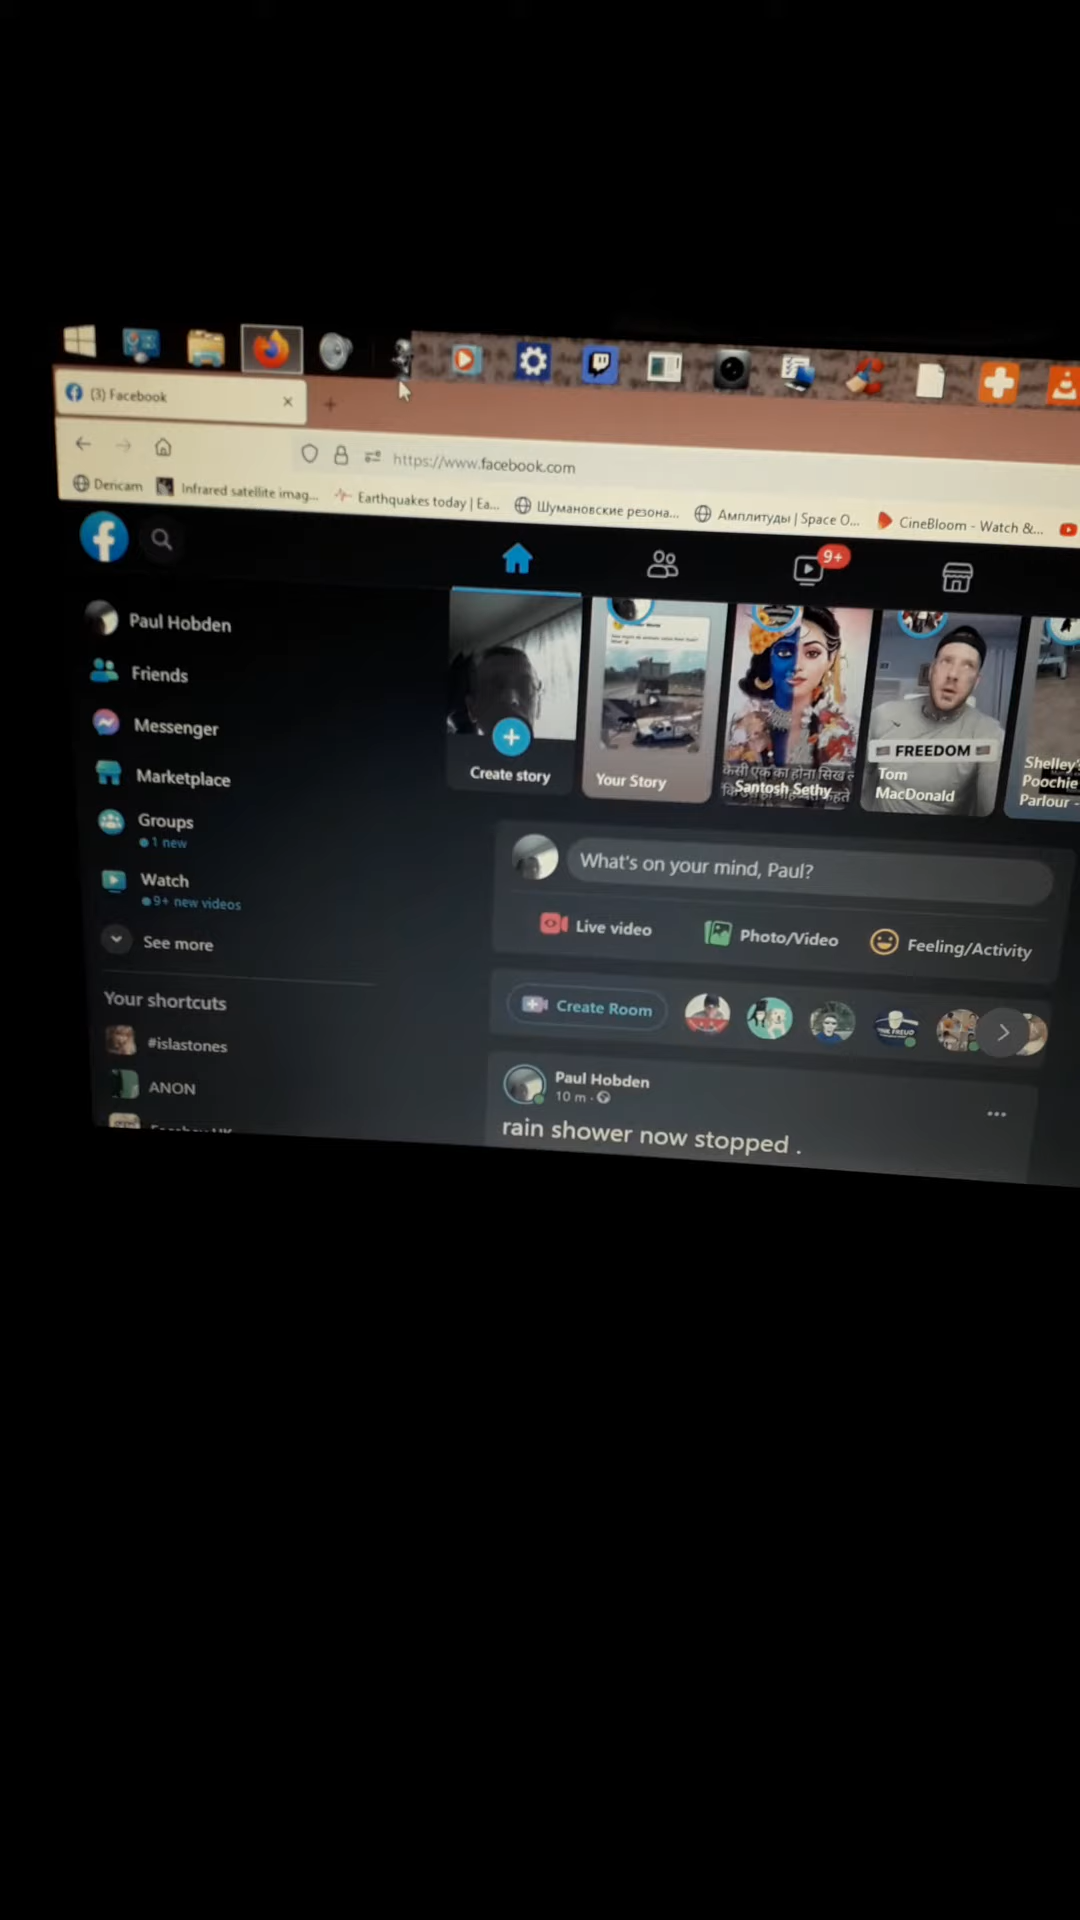 (3) Facebook
https://www.facebook.com
Dericam
Infrared satellite imag...
Earthquakes today | Ea...
Шумановские резона...
Амплитуды | Space O...
CineBloom - Watch &...
9+
Paul Hobden
Friends
Messenger
Marketplace
Groups
1 new
Watch
9+ new videos
See more
Your shortcuts
#islastones
ANON
Create story
Your Story
Santosh Sethy
FREEDOM
Tom
MacDonald
Shelley's
Poochie
Parlour -
What's on your mind, Paul?
Live video
Photo/Video
Feeling/Activity
Create Room
Paul Hobden
10 m ·
rain shower now stopped .